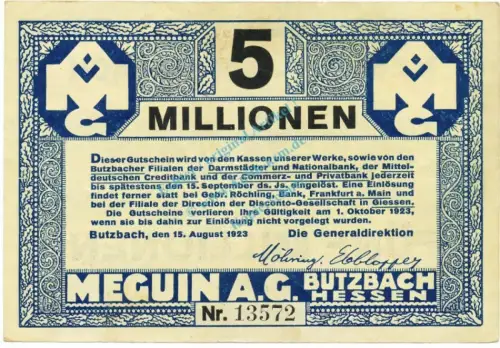 5
MILLIONEN
Dieser Gutschein wird von den Kassen unserer Werke, sowie von den
Butzbacher Filialen der Darmstädter und Nationalbank, der Mittel-
deutschen Creditbank und der Commerz- und Privatbank jederzeit
bis spätestens den 15. September ds. Js. eingelöst. Eine Einlösung
findet ferner statt bei Gebr. Röchling, Bank, Frankfurt a. Main und
bei der Filiale der Direction der Disconto-Gesellschaft in Giessen.
Die Gutscheine verlieren ihre Gültigkeit am 1. Oktober 1923,
wenn sie bis dahin zur Einlösung nicht vorgelegt wurden.
Butzbach, den 15. August 1923 Die Generaldirektion
MEGUIN A.G. BUTZBACH
HESSEN
Nr. 13572